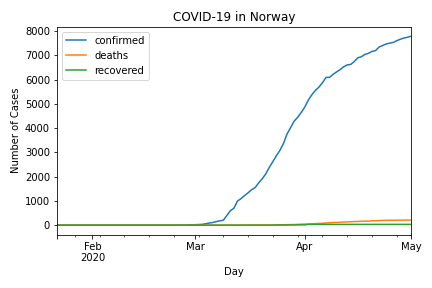 COVID-19 in Norway
confirmed
deaths
recovered
Number of Cases
8000
7000
6000
5000
4000
3000
2000
1000
0
Feb
2020
Mar
Apr
May
Day